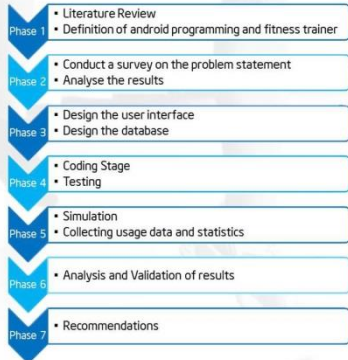 • Literature Review
Phase 1 • Definition of android programming and fitness trainer
• Conduct a survey on the problem statement
Phase 2 • Analyse the results
• Design the user interface
Phase 3 • Design the database
• Coding Stage
Phase 4 • Testing
• Simulation
Phase 5 • Collecting usage data and statistics
Phase 6 • Analysis and Validation of results
Phase 7 • Recommendations